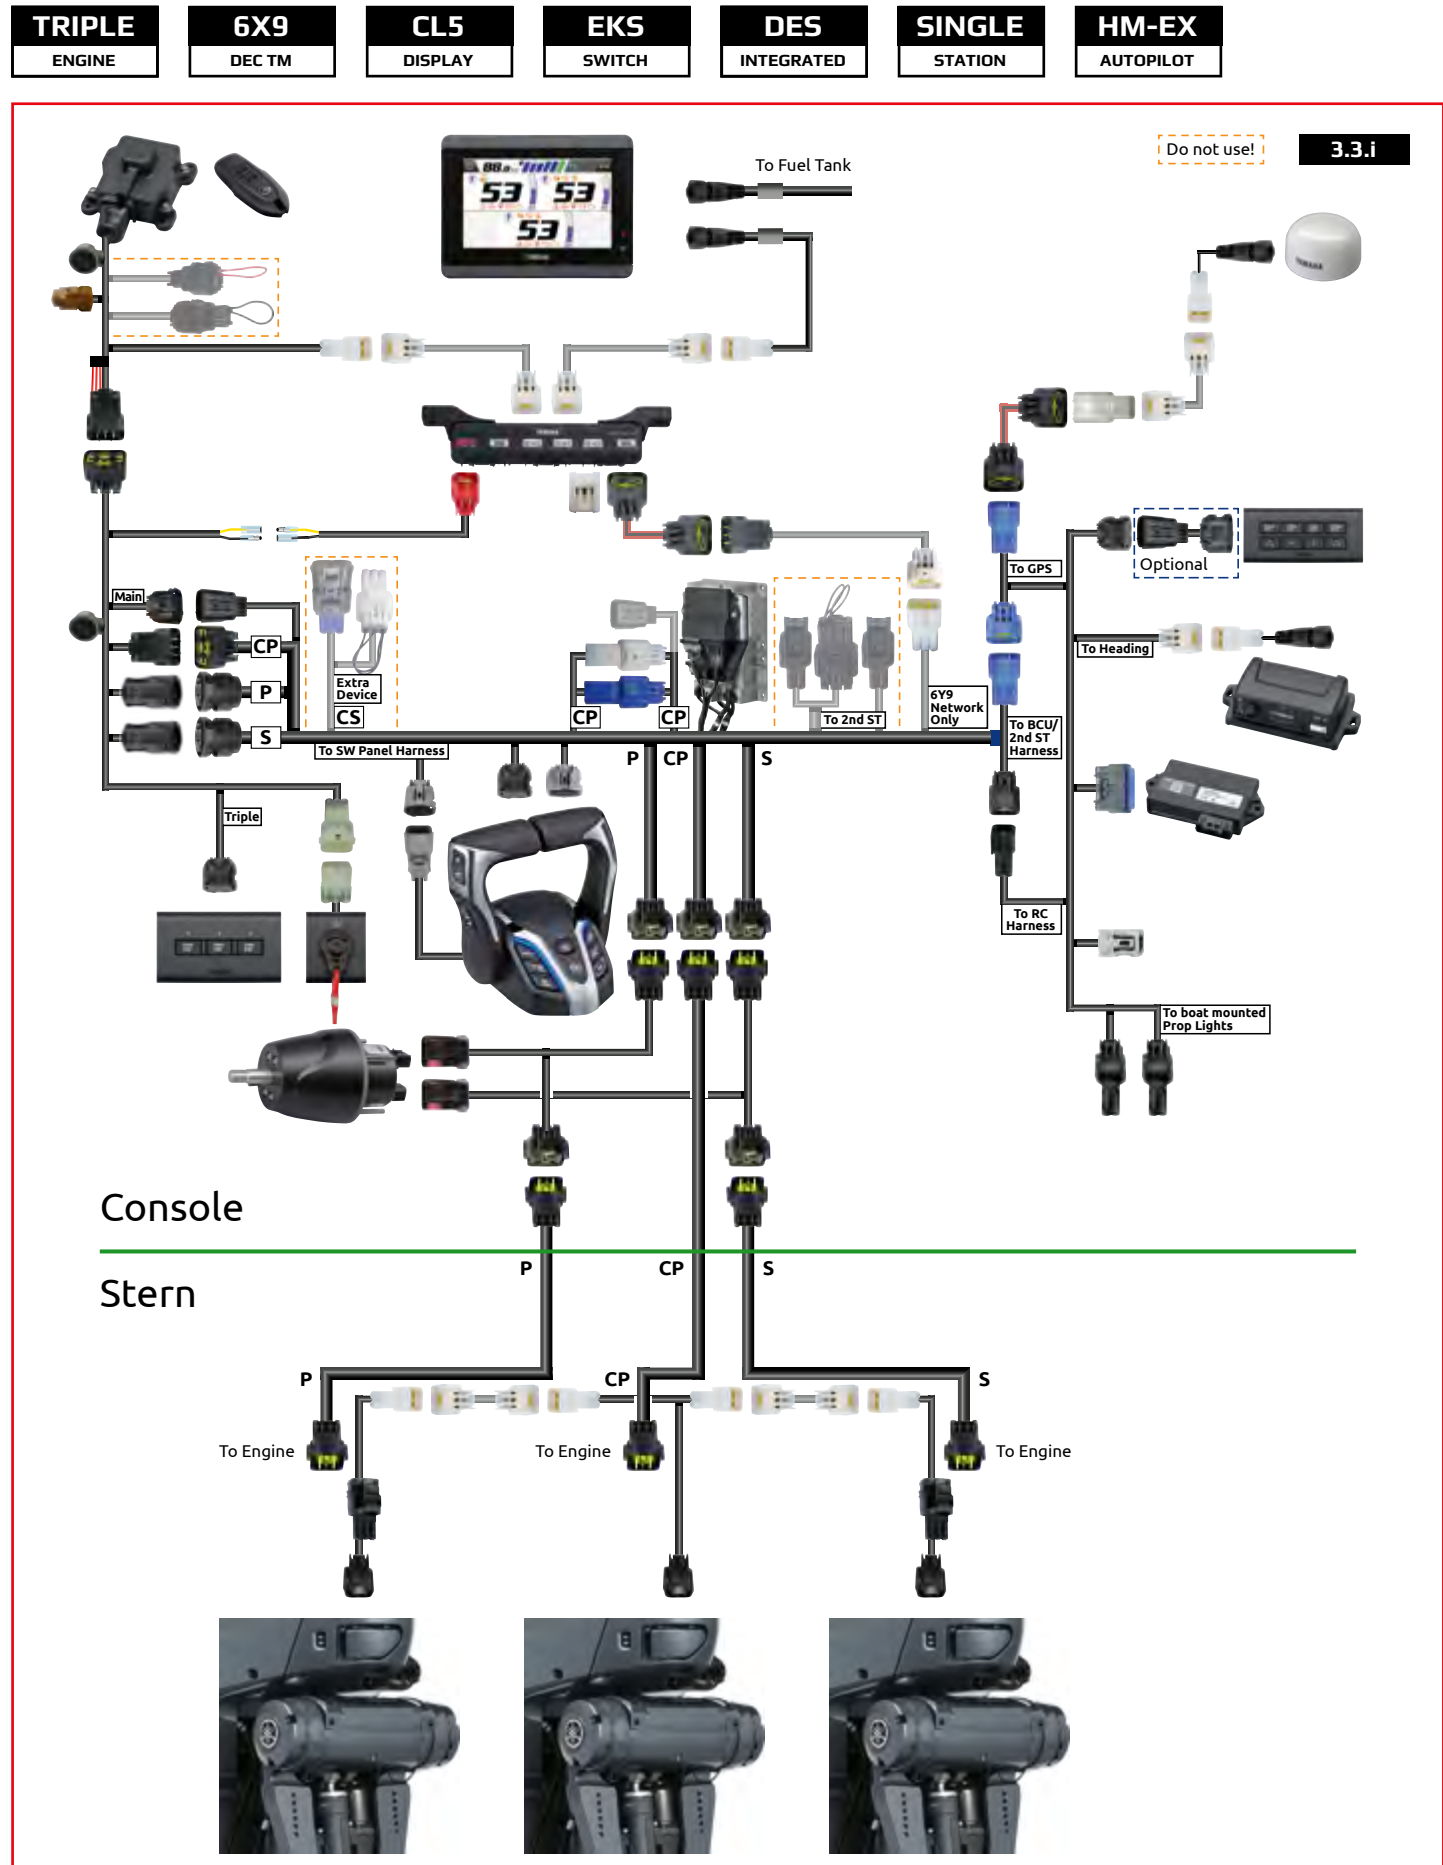 TRIPLE
ENGINE
6X9
DEC TM
CL5
DISPLAY
EKS
SWITCH
DES
INTEGRATED
SINGLE
STATION
HM-EX
AUTOPILOT
Do not use!
3.3.i
To Fuel Tank
53
53
53
To GPS
Optional
Main
CP
P
S
Extra
Device
CS
To SW Panel Harness
CP
CP
To 2nd ST
6Y9
Network
Only
To Heading
To BCU/
2nd ST
Harness
P
CP
S
Triple
To RC
Harness
To boat mounted
Prop Lights
Console
Stern
P
CP
S
P
CP
S
To Engine
To Engine
To Engine